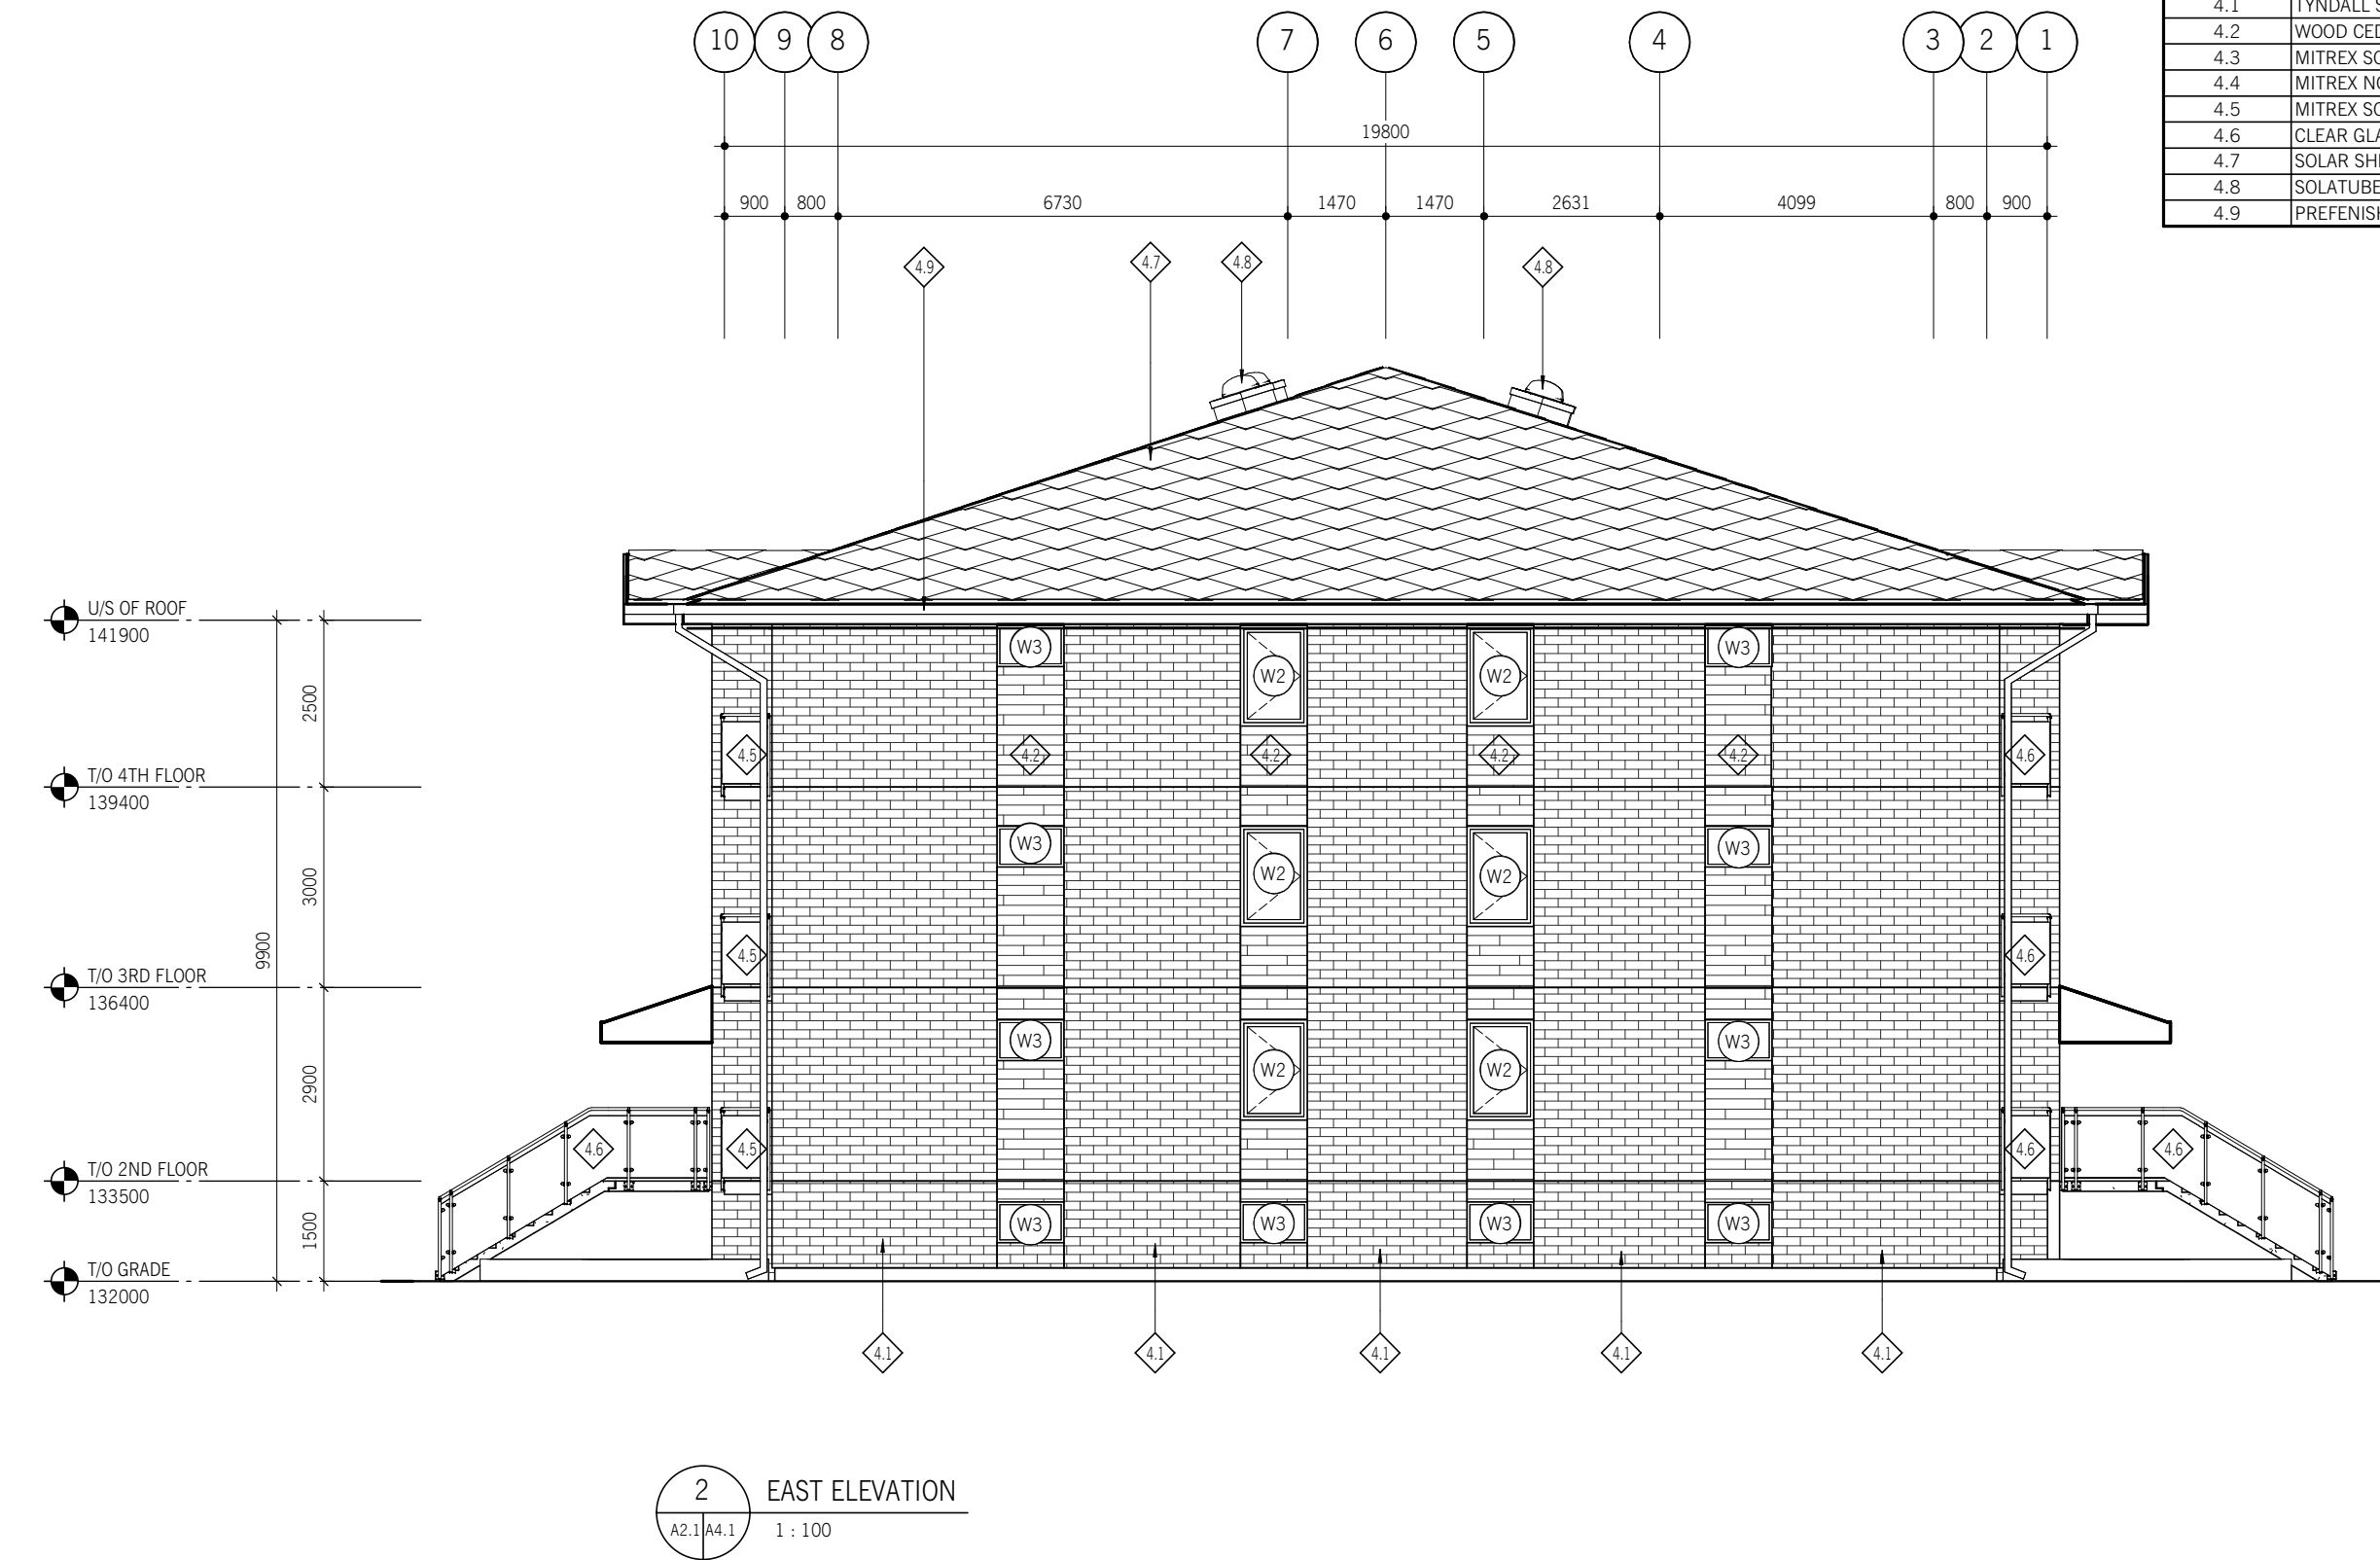 4.1 TYNDALL S
4.2 WOOD CED
4.3 MITREX SO
4.4 MITREX NO
4.5 MITREX SO
4.6 CLEAR GLA
4.7 SOLAR SHI
4.8 SOLATUBE
4.9 PREFENISH
10 9 8 7 6 5 4 3 2 1
19800
900 800 6730 1470 1470 2631 4099 800 900
4.9 4.7 4.8 4.8
U/S OF ROOF
141900
W3 W2 W2 W3
2500
4.5 4.2 4.2 4.2 4.2 4.6
T/O 4TH FLOOR
139400
W3 W2 W2 W3
3000
9900
4.5 4.6
T/O 3RD FLOOR
136400
W3 W2 W2 W3
2900
4.6 4.5 4.6 4.6
T/O 2ND FLOOR
133500
W3 W3 W3 W3
1500
T/O GRADE
132000
4.1 4.1 4.1 4.1 4.1
2 EAST ELEVATION
A2.1 A4.1 1 : 100